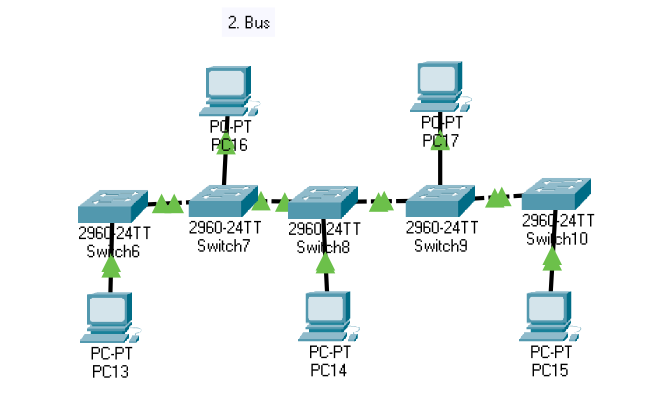 2. Bus
PC-PT
PC16
PC-PT
PC17
2960-24TT
Switch6
2960-24TT
Switch7
2960-24TT
Switch8
2960-24TT
Switch9
2960-24TT
Switch10
PC-PT
PC13
PC-PT
PC14
PC-PT
PC15